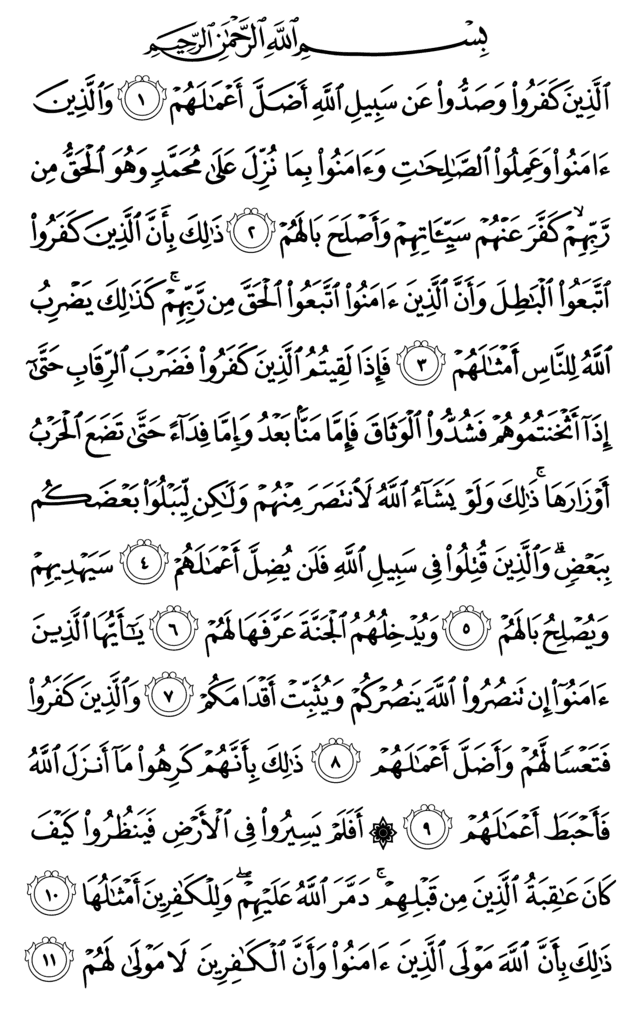 بِسْمِ ٱللَّهِ ٱلرَّحْمَٰنِ ٱلرَّحِيمِ
ٱلَّذِينَ كَفَرُوا۟ وَصَدُّوا۟ عَن سَبِيلِ ٱللَّهِ أَضَلَّ أَعْمَٰلَهُمْ ١ وَٱلَّذِينَ
ءَامَنُوا۟ وَعَمِلُوا۟ ٱلصَّٰلِحَٰتِ وَءَامَنُوا۟ بِمَا نُزِّلَ عَلَىٰ مُحَمَّدٍ وَهُوَ ٱلْحَقُّ مِن
رَّبِّهِمْ ۙ كَفَّرَ عَنْهُمْ سَيِّـَٔاتِهِمْ وَأَصْلَحَ بَالَهُمْ ٢ ذَٰلِكَ بِأَنَّ ٱلَّذِينَ كَفَرُوا۟
ٱتَّبَعُوا۟ ٱلْبَٰطِلَ وَأَنَّ ٱلَّذِينَ ءَامَنُوا۟ ٱتَّبَعُوا۟ ٱلْحَقَّ مِن رَّبِّهِمْ ۚ كَذَٰلِكَ يَضْرِبُ
ٱللَّهُ لِلنَّاسِ أَمْثَٰلَهُمْ ٣ فَإِذَا لَقِيتُمُ ٱلَّذِينَ كَفَرُوا۟ فَضَرْبَ ٱلرِّقَابِ حَتَّىٰٓ
إِذَآ أَثْخَنتُمُوهُمْ فَشُدُّوا۟ ٱلْوَثَاقَ فَإِمَّا مَنًّۢا بَعْدُ وَإِمَّا فِدَآءً حَتَّىٰ تَضَعَ ٱلْحَرْبُ
أَوْزَارَهَا ۚ ذَٰلِكَ وَلَوْ يَشَآءُ ٱللَّهُ لَٱنتَصَرَ مِنْهُمْ وَلَٰكِن لِّيَبْلُوَا۟ بَعْضَكُم
بِبَعْضٍ ۗ وَٱلَّذِينَ قُتِلُوا۟ فِى سَبِيلِ ٱللَّهِ فَلَن يُضِلَّ أَعْمَٰلَهُمْ ٤ سَيَهْدِيهِمْ
وَيُصْلِحُ بَالَهُمْ ٥ وَيُدْخِلُهُمُ ٱلْجَنَّةَ عَرَّفَهَا لَهُمْ ٦ يَٰٓأَيُّهَا ٱلَّذِينَ
ءَامَنُوٓا۟ إِن تَنصُرُوا۟ ٱللَّهَ يَنصُرْكُمْ وَيُثَبِّتْ أَقْدَامَكُمْ ٧ وَٱلَّذِينَ كَفَرُوا۟
فَتَعْسًا لَّهُمْ وَأَضَلَّ أَعْمَٰلَهُمْ ٨ ذَٰلِكَ بِأَنَّهُمْ كَرِهُوا۟ مَآ أَنزَلَ ٱللَّهُ
فَأَحْبَطَ أَعْمَٰلَهُمْ ٩ ۞ أَفَلَمْ يَسِيرُوا۟ فِى ٱلْأَرْضِ فَيَنظُرُوا۟ كَيْفَ
كَانَ عَٰقِبَةُ ٱلَّذِينَ مِن قَبْلِهِمْ ۚ دَمَّرَ ٱللَّهُ عَلَيْهِمْ ۖ وَلِلْكَٰفِرِينَ أَمْثَٰلُهَا ١٠
ذَٰلِكَ بِأَنَّ ٱللَّهَ مَوْلَى ٱلَّذِينَ ءَامَنُوا۟ وَأَنَّ ٱلْكَٰفِرِينَ لَا مَوْلَىٰ لَهُمْ ١١